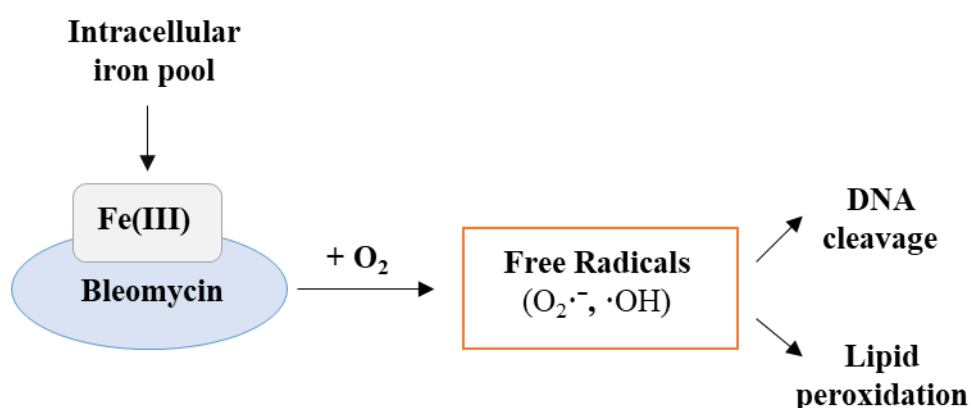 Intracellular
iron pool
Fe(III)
Bleomycin
+ O₂
Free Radicals
(O₂·⁻, ·OH)
DNA
cleavage
Lipid
peroxidation